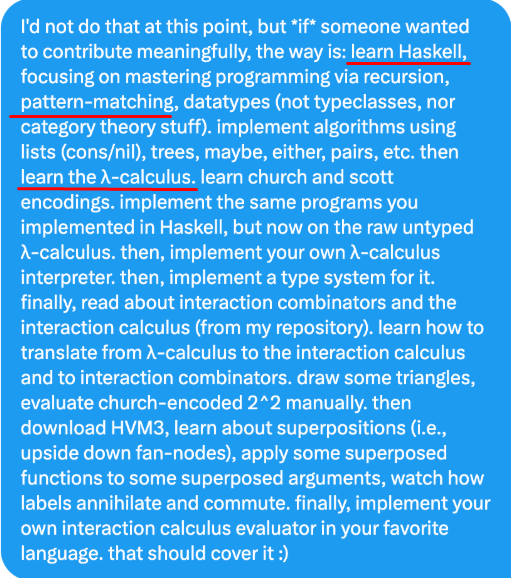 I'd not do that at this point, but *if* someone wanted
to contribute meaningfully, the way is: learn Haskell,
focusing on mastering programming via recursion,
pattern-matching, datatypes (not typeclasses, nor
category theory stuff). implement algorithms using
lists (cons/nil), trees, maybe, either, pairs, etc. then
learn the λ-calculus. learn church and scott
encodings. implement the same programs you
implemented in Haskell, but now on the raw untyped
λ-calculus. then, implement your own λ-calculus
interpreter. then, implement a type system for it.
finally, read about interaction combinators and the
interaction calculus (from my repository). learn how to
translate from λ-calculus to the interaction calculus
and to interaction combinators. draw some triangles,
evaluate church-encoded 2^2 manually. then
download HVM3, learn about superpositions (i.e.,
upside down fan-nodes), apply some superposed
functions to some superposed arguments, watch how
labels annihilate and commute. finally, implement your
own interaction calculus evaluator in your favorite
language. that should cover it :)